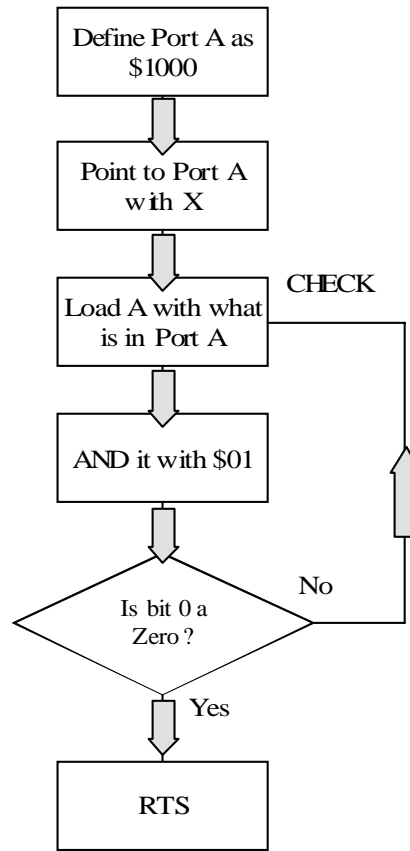 Define Port A as
$1000
Point to Port A
with X
Load A with what
is in Port A
CHECK
AND it with $01
Is bit 0 a
Zero?
No
Yes
RTS